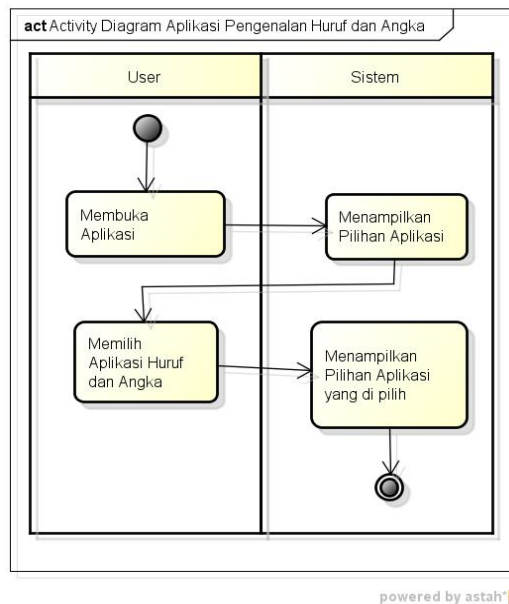 act Activity Diagram Aplikasi Pengenalan Huruf dan Angka
User
Sistem
Membuka
Aplikasi
Menampilkan
Pilihan Aplikasi
Memilih
Aplikasi Huruf
dan Angka
Menampilkan
Pilihan Aplikasi
yang di pilih
powered by astah*